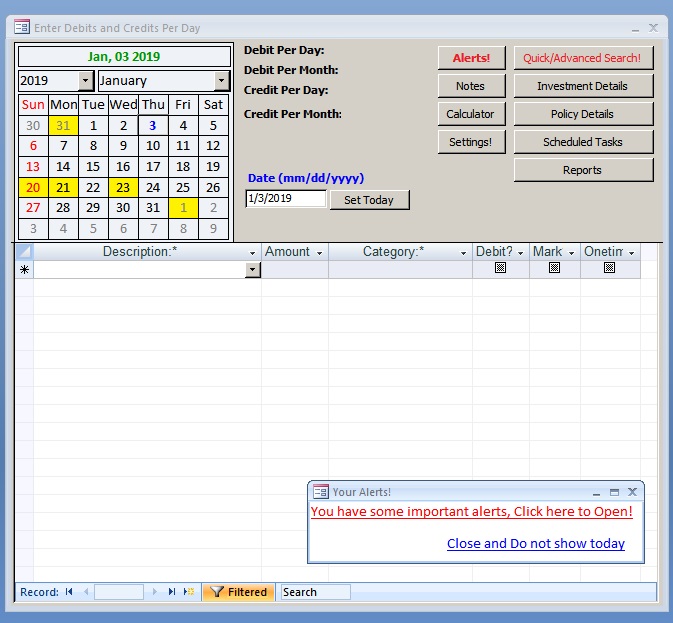 Enter Debits and Credits Per Day
Jan, 03 2019
2019 January
Sun Mon Tue Wed Thu Fri Sat
30 31 1 2 3 4 5
6 7 8 9 10 11 12
13 14 15 16 17 18 19
20 21 22 23 24 25 26
27 28 29 30 31 1 2
3 4 5 6 7 8 9
Debit Per Day:
Debit Per Month:
Credit Per Day:
Credit Per Month:
Date (mm/dd/yyyy)
1/3/2019 Set Today
Alerts! Quick/Advanced Search!
Notes Investment Details
Calculator Policy Details
Settings! Scheduled Tasks
Reports
Description:* Amount Category:* Debit? Mark Onetim
Your Alerts!
You have some important alerts, Click here to Open!
Close and Do not show today
Record: Filtered Search